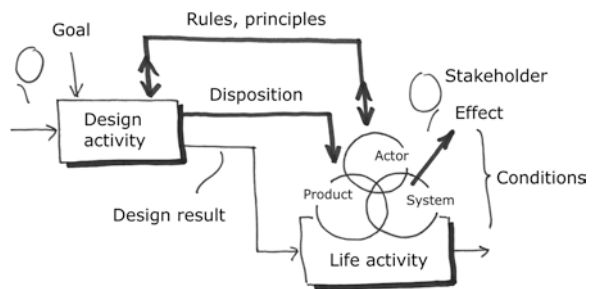 Rules, principles
Goal
Stakeholder
Disposition
Effect
Design
activity
Actor
Product
System
Conditions
Design result
Life activity